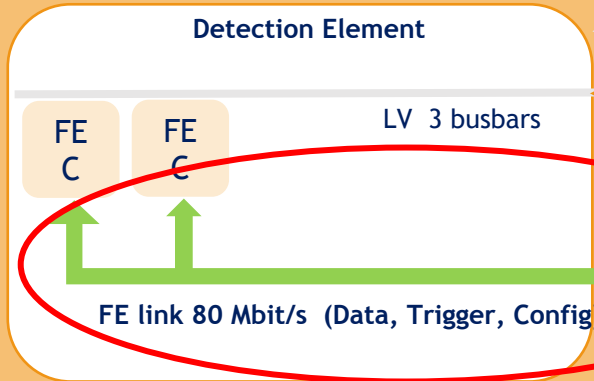 Detection Element
LV 3 busbars
FE
C
FE
C
FE link 80 Mbit/s (Data, Trigger, Config